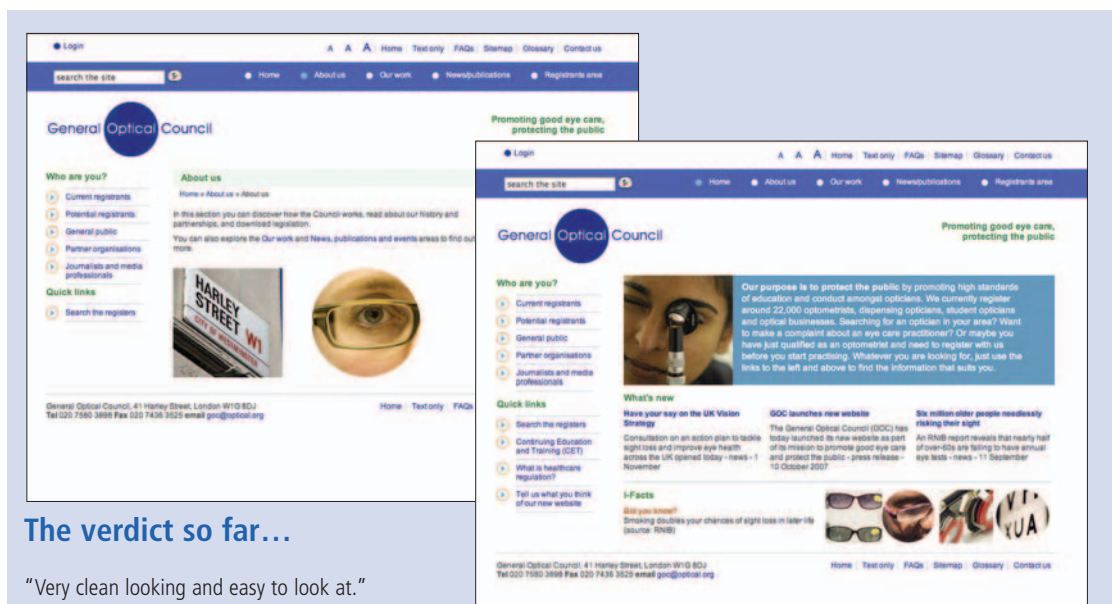 Login
A A A Home Text only FAQs Sitemap Glossary Contact us
search the site
Home About us Our work News/publications Registrants area
General Optical Council
Promoting good eye care,
protecting the public
Who are you?
Current registrants
Potential registrants
General public
Partner organisations
Journalists and media
professionals
Quick links
Search the registers
About us
Home » About us » About us
In this section you can discover how the Council works, read about our history and
partnerships, and download legislation.
You can also explore the Our work and News, publications and events areas to find out
more.
HARLEY
STREET W1
CITY OF WESTMINSTER
General Optical Council, 41 Harley Street, London W1G 8DJ
Tel 020 7580 3898 Fax 020 7436 3525 email goc@optical.org
Home Text only FAQs
Login
A A A Home Text only FAQs Sitemap Glossary Contact us
search the site
Home About us Our work News/publications Registrants area
General Optical Council
Promoting good eye care,
protecting the public
Who are you?
Current registrants
Potential registrants
General public
Partner organisations
Journalists and media
professionals
Quick links
Search the registers
Continuing Education
and Training (CET)
What is healthcare
regulation?
Tell us what you think
of our new website
Our purpose is to protect the public by promoting high standards
of education and conduct amongst opticians. We currently register
around 22,000 optometrists, dispensing opticians, student opticians
and optical businesses. Searching for an optician in your area? Want
to make a complaint about an eye care practitioner? Or maybe you
have just qualified as an optometrist and need to register with us
before you start practising. Whatever you are looking for, just use the
links to the left and above to find the information that suits you.
What's new
Have your say on the UK Vision
Strategy
Consultation on an action plan to tackle
sight loss and improve eye health
across the UK opened today - news - 1
November
GOC launches new website
The General Optical Council (GOC) has
today launched its new website as part
of its mission to promote good eye care
and protect the public - press release -
10 October 2007
Six million older people needlessly
risking their sight
An RNIB report reveals that nearly half
of over-60s are failing to have annual
eye tests - news - 11 September
i-Facts
Did you know?
Smoking doubles your chances of sight loss in later life
(source: RNIB)
XUA
General Optical Council, 41 Harley Street, London W1G 8DJ
Tel 020 7580 3898 Fax 020 7436 3525 email goc@optical.org
Home Text only FAQs Sitemap Glossary Contact us
The verdict so far…
"Very clean looking and easy to look at."